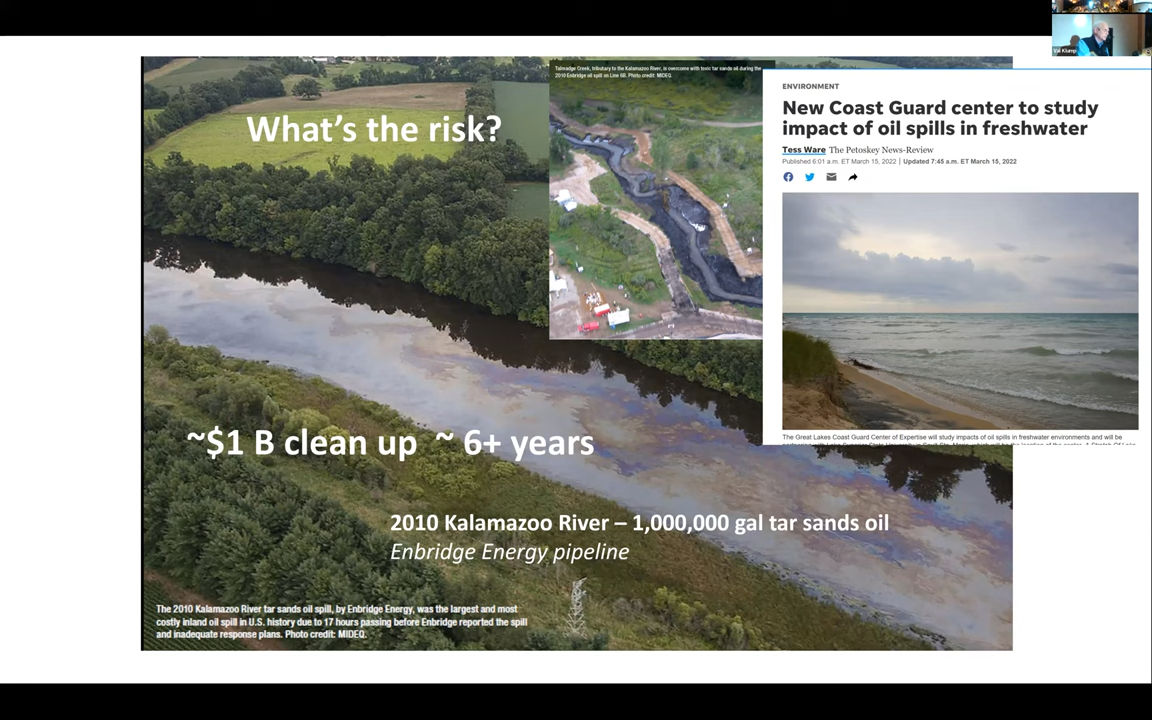 Val Klump
Talmadge Creek, tributary to the Kalamazoo River, is overcome with toxic tar sands oil during the
2010 Enbridge oil spill on Line 6B. Photo credit: MIDEQ.
What's the risk?
ENVIRONMENT
New Coast Guard center to study
impact of oil spills in freshwater
Tess Ware The Petoskey News-Review
Published 6:01 a.m. ET March 15, 2022 | Updated 7:45 a.m. ET March 15, 2022
The Great Lakes Coast Guard Center of Expertise will study impacts of oil spills in freshwater environments and will be
~$1 B clean up ~ 6+ years
2010 Kalamazoo River – 1,000,000 gal tar sands oil
Enbridge Energy pipeline
The 2010 Kalamazoo River tar sands oil spill, by Enbridge Energy, was the largest and most
costly inland oil spill in U.S. history due to 17 hours passing before Enbridge reported the spill
and inadequate response plans. Photo credit: MIDEQ.